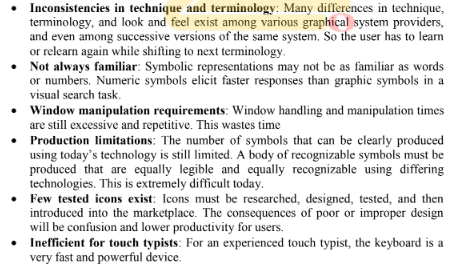 • Inconsistencies in technique and terminology: Many differences in technique,
terminology, and look and feel exist among various graphical system providers,
and even among successive versions of the same system. So the user has to learn
or relearn again while shifting to next terminology.
• Not always familiar: Symbolic representations may not be as familiar as words
or numbers. Numeric symbols elicit faster responses than graphic symbols in a
visual search task.
• Window manipulation requirements: Window handling and manipulation times
are still excessive and repetitive. This wastes time
• Production limitations: The number of symbols that can be clearly produced
using today's technology is still limited. A body of recognizable symbols must be
produced that are equally legible and equally recognizable using differing
technologies. This is extremely difficult today.
• Few tested icons exist: Icons must be researched, designed, tested, and then
introduced into the marketplace. The consequences of poor or improper design
will be confusion and lower productivity for users.
• Inefficient for touch typists: For an experienced touch typist, the keyboard is a
very fast and powerful device.